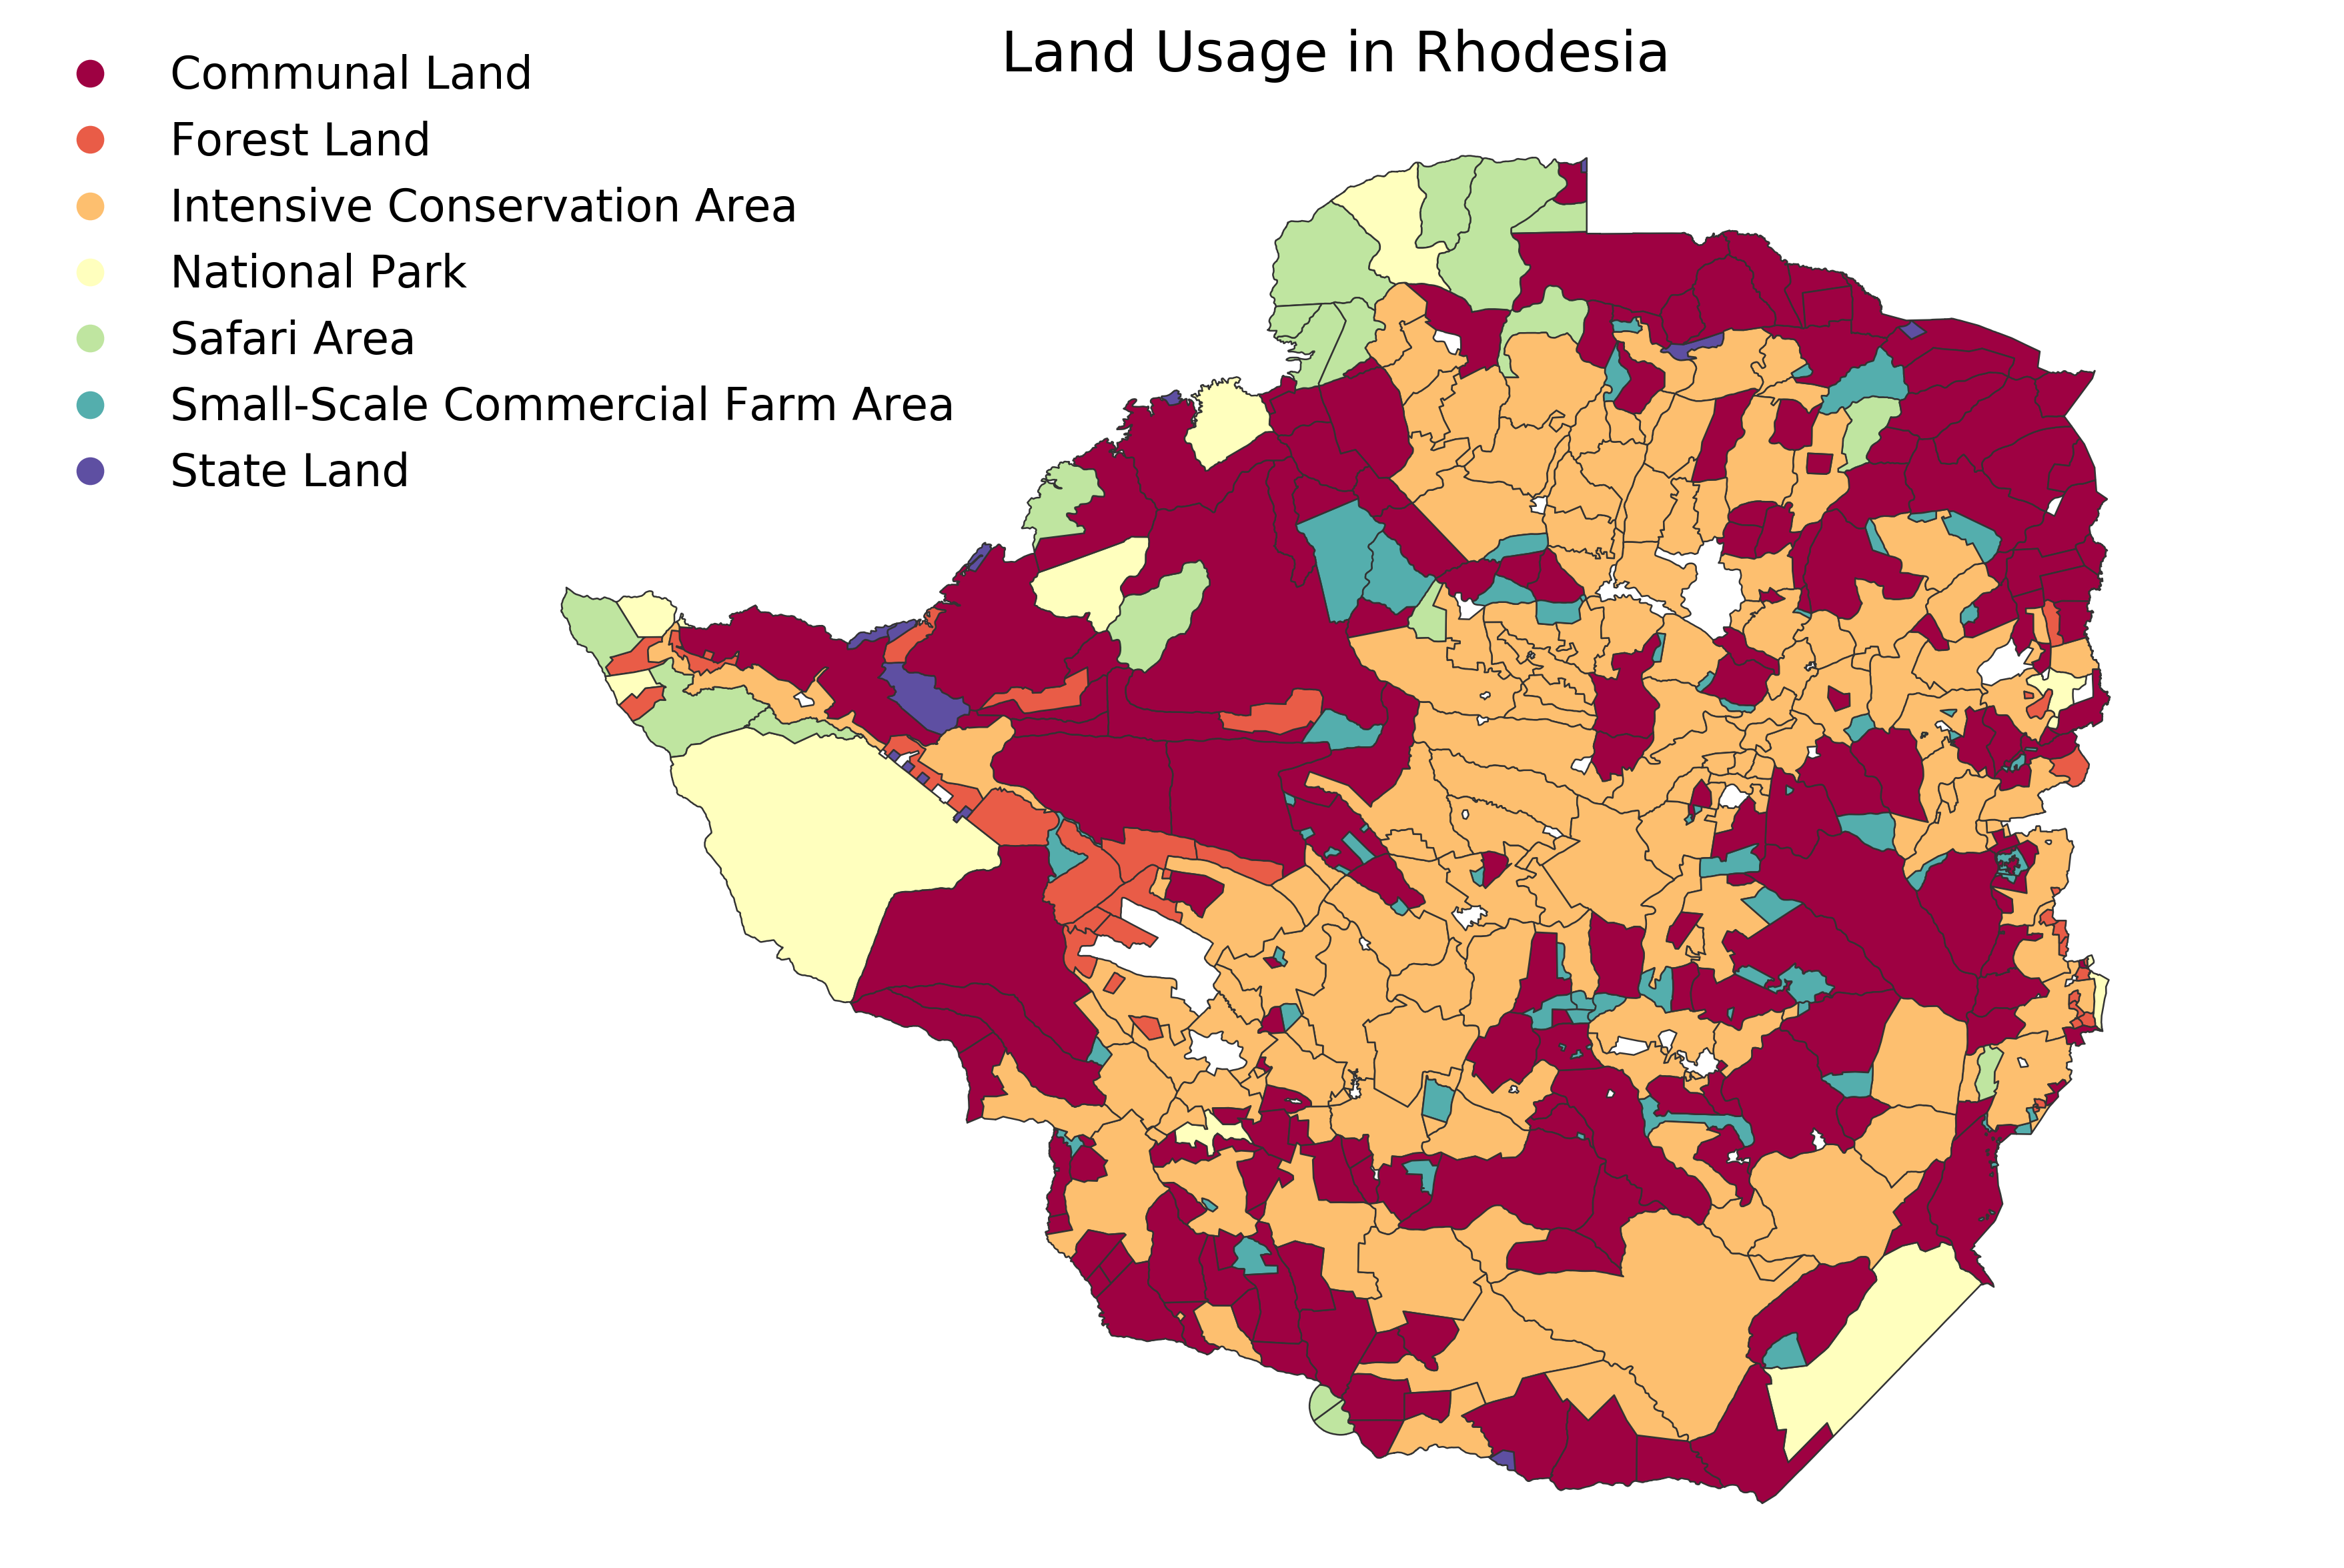 Land Usage in Rhodesia
Communal Land
Forest Land
Intensive Conservation Area
National Park
Safari Area
Small-Scale Commercial Farm Area
State Land